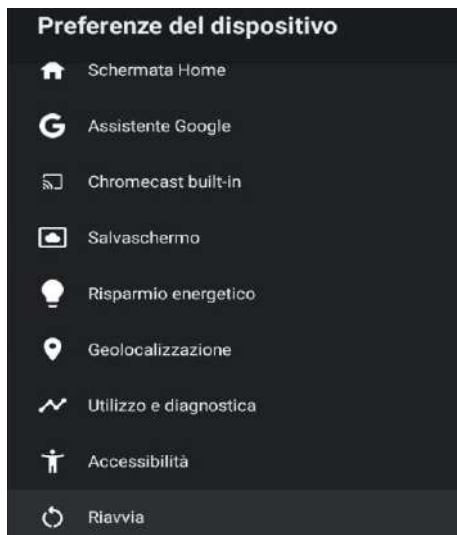 Preferenze del dispositivo
Schermata Home
Assistente Google
Chromecast built-in
Salvaschermo
Risparmio energetico
Geolocalizzazione
Utilizzo e diagnostica
Accessibilità
Riavvia